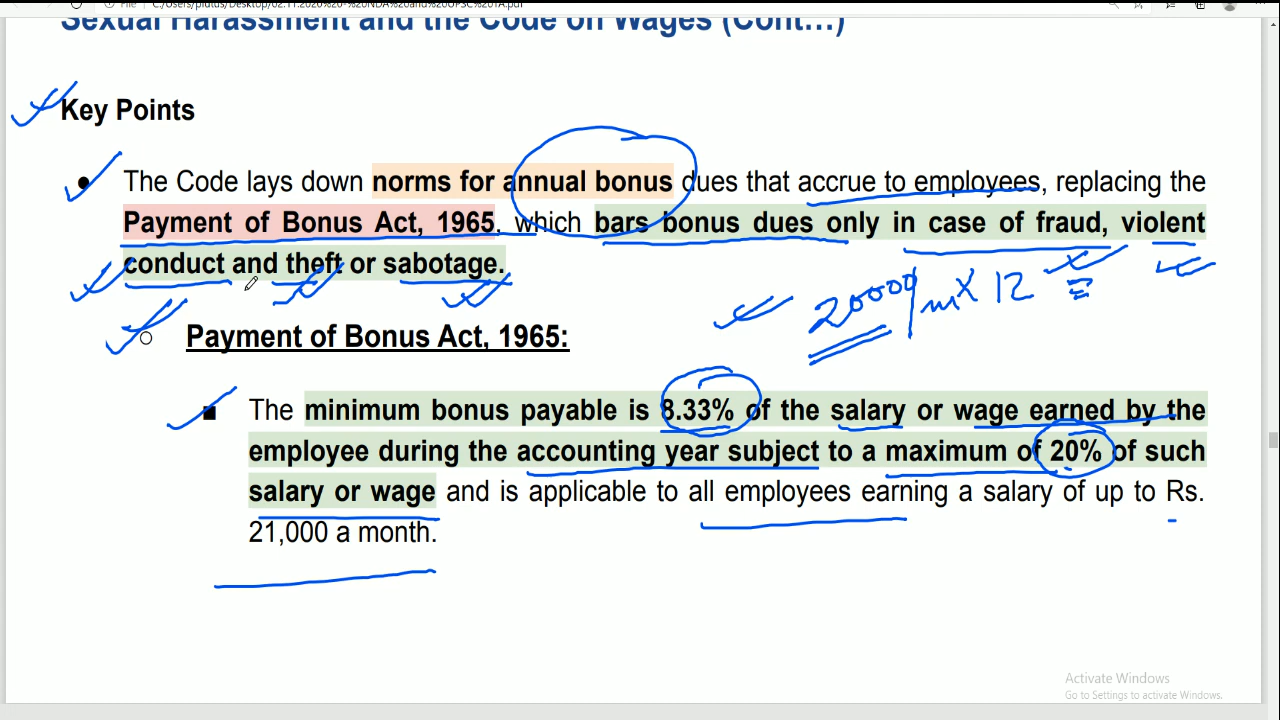 File
02.11.2020
Sexual Harassment and the Code on Wages (Cont…)
Key Points
The Code lays down norms for annual bonus dues that accrue to employees, replacing the
Payment of Bonus Act, 1965, which bars bonus dues only in case of fraud, violent
conduct and theft or sabotage.
20000/m x 12 =
Payment of Bonus Act, 1965:
The minimum bonus payable is 8.33% of the salary or wage earned by the
employee during the accounting year subject to a maximum of 20% of such
salary or wage and is applicable to all employees earning a salary of up to Rs.
21,000 a month.
Activate Windows
Go to Settings to activate Windows.